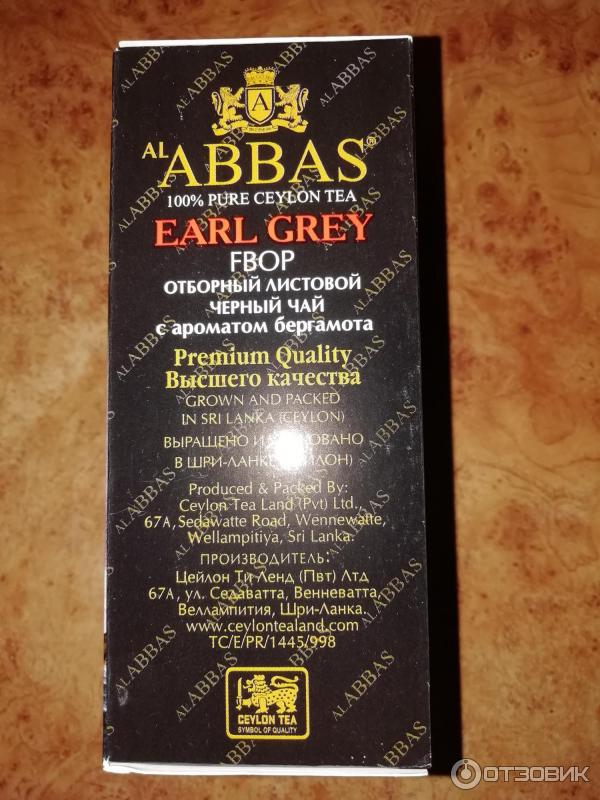 A
AL ABBAS®
100% PURE CEYLON TEA
EARL GREY
FBOP
ОТБОРНЫЙ ЛИСТОВОЙ
ЧЕРНЫЙ ЧАЙ
с ароматом бергамота
Premium Quality
Высшего качества
GROWN AND PACKED
IN SRI LANKA (CEYLON)
ВЫРАЩЕНО И
В ШРИ-ЛАНКЕ
Produced & Packed By:
Ceylon Tea Land (Pvt) Ltd.
67A, Sedawatte Road, Wennewatte,
Wellampitiya, Sri Lanka.
ПРОИЗВОДИТЕЛЬ:
Цейлон Ти Ленд (Пвт) Лтд
67А, ул. Седаватта, Венневатта,
Веллампития, Шри-Ланка.
www.ceylontealand.com
TC/E/PR/1445/998
CEYLON TEA
SYMBOL OF QUALITY
ОТЗОВИК